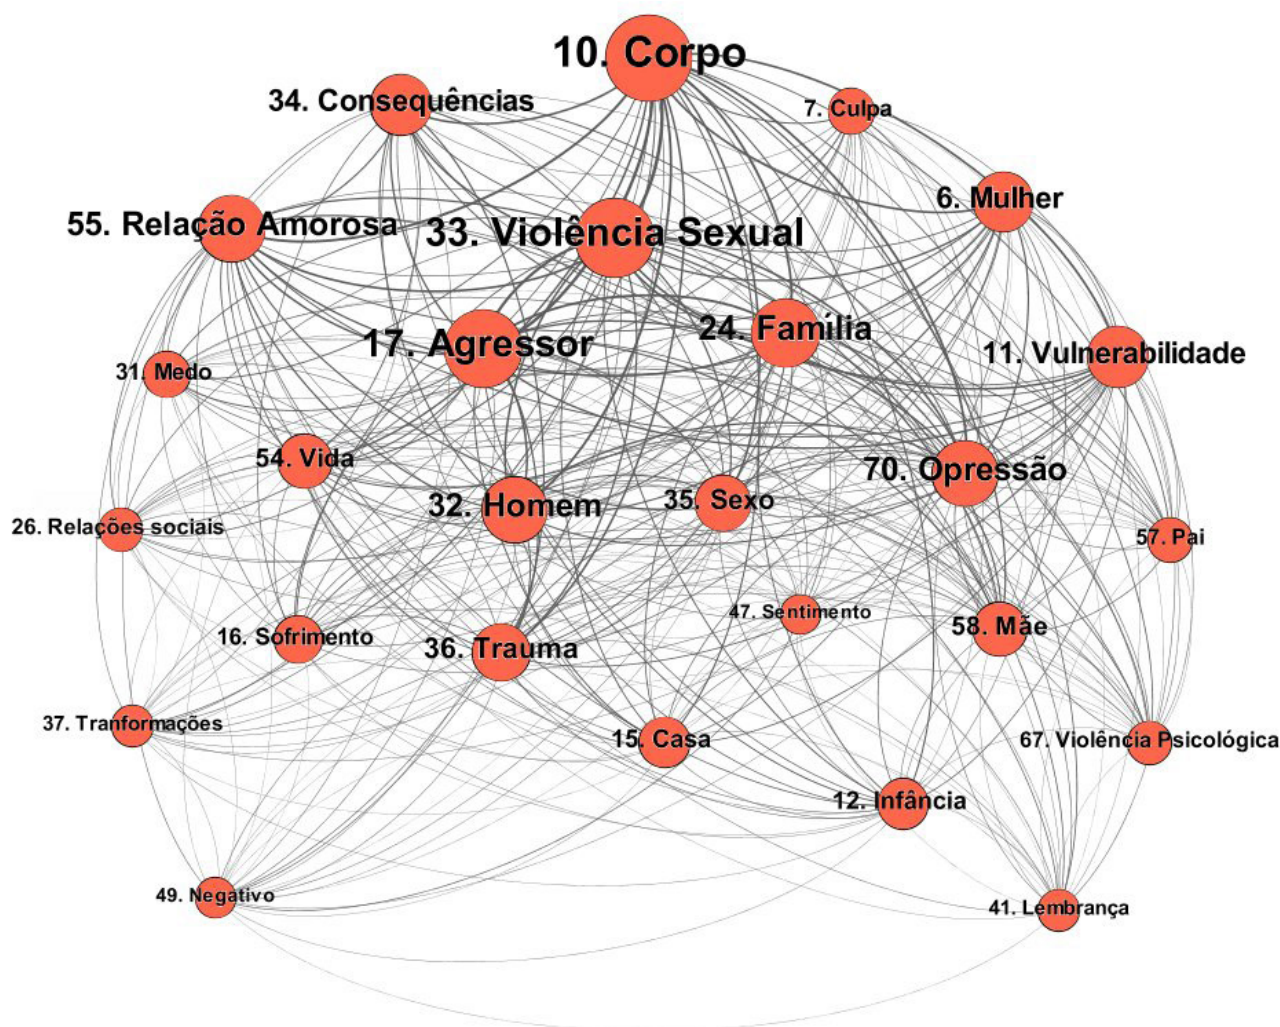 10. Corpo
34. Consequências
7. Culpa
6. Mulher
55. Relação Amorosa
33. Violência Sexual
24. Família
17. Agressor
11. Vulnerabilidade
31. Medo
54. Vida
70. Opressão
32. Homem
35. Sexo
26. Relações sociais
57. Pai
47. Sentimento
58. Mãe
16. Sofrimento
36. Trauma
37. Tranformações
15. Casa
67. Violência Psicológica
12. Infância
49. Negativo
41. Lembrança